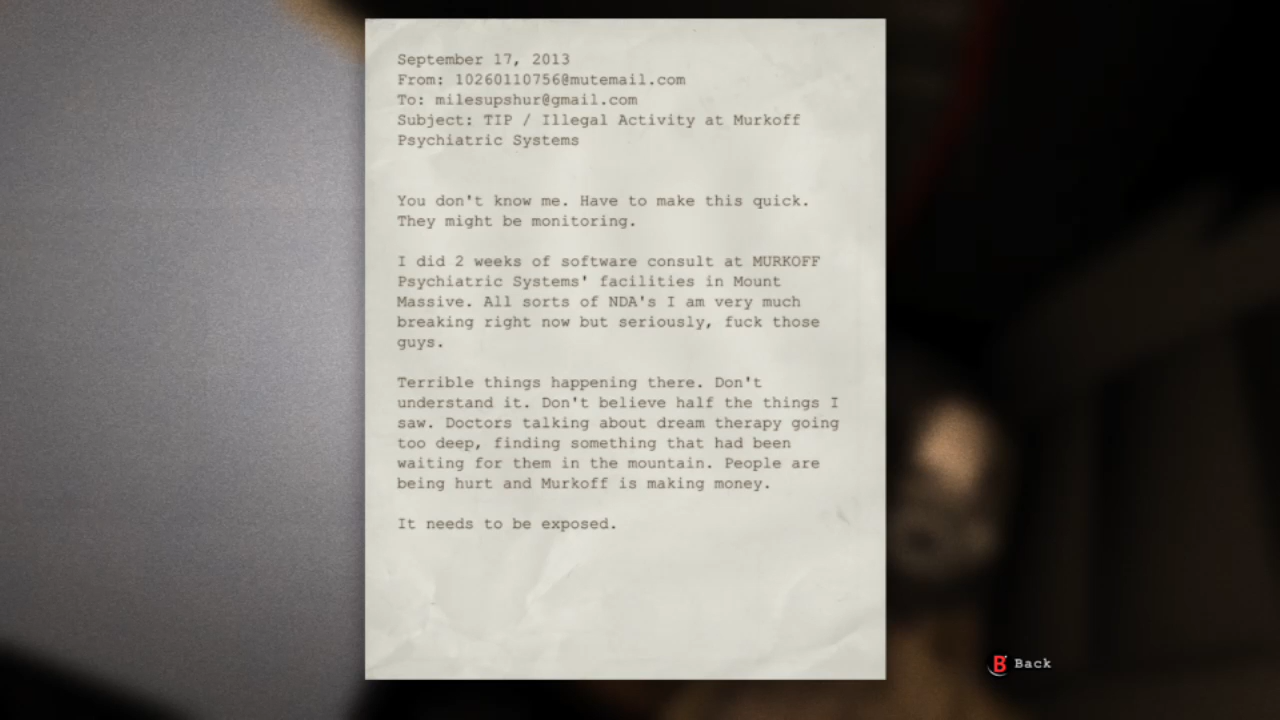 September 17, 2013
From: 10260110756@mutemail.com
To: milesupshur@gmail.com
Subject: TIP / Illegal Activity at Murkoff
Psychiatric Systems
You don't know me. Have to make this quick.
They might be monitoring.
I did 2 weeks of software consult at MURKOFF
Psychiatric Systems' facilities in Mount
Massive. All sorts of NDA's I am very much
breaking right now but seriously, fuck those
guys.
Terrible things happening there. Don't
understand it. Don't believe half the things I
saw. Doctors talking about dream therapy going
too deep, finding something that had been
waiting for them in the mountain. People are
being hurt and Murkoff is making money.
It needs to be exposed.
B Back